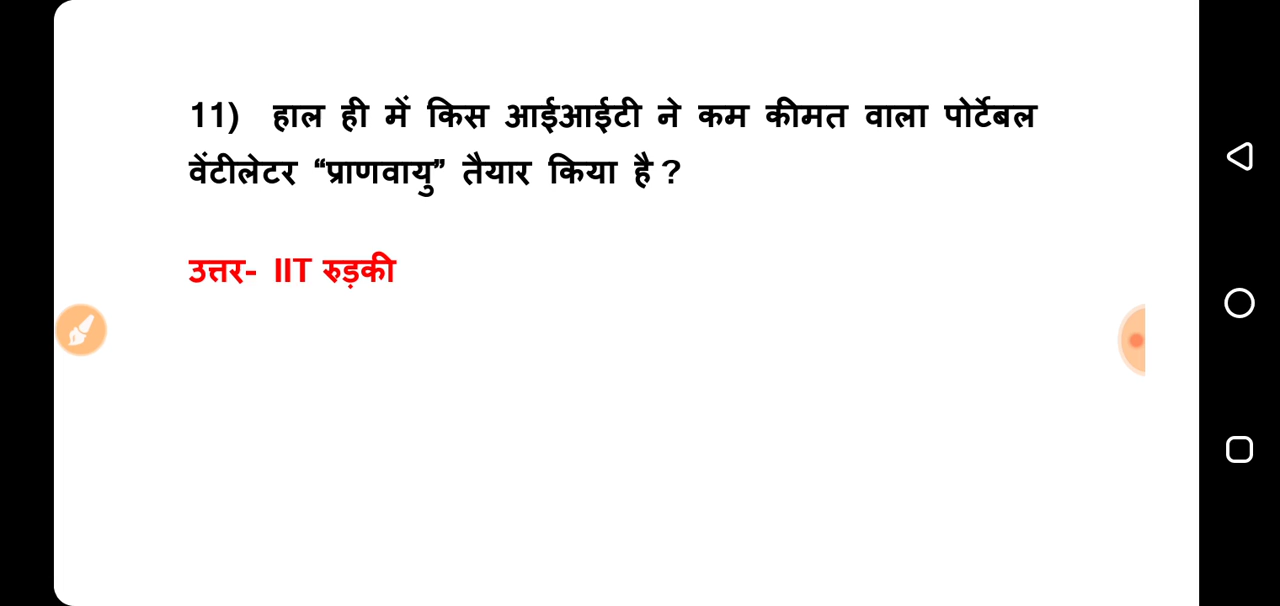 11) हाल ही में किस आईआईटी ने कम कीमत वाला पोर्टेबल
वेंटीलेटर “प्राणवायु” तैयार किया है ?
उत्तर- IIT रुड़की